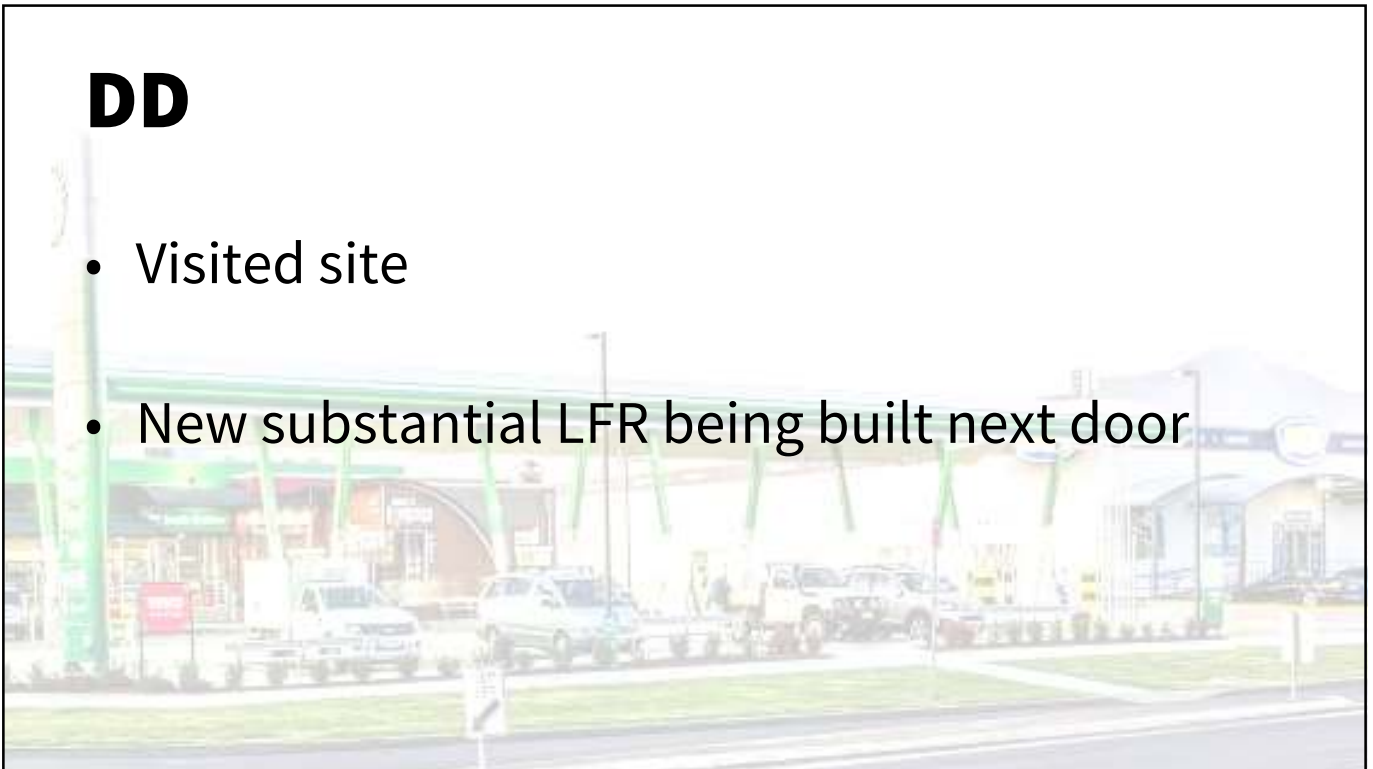 DD
• Visited site
• New substantial LFR being built next door